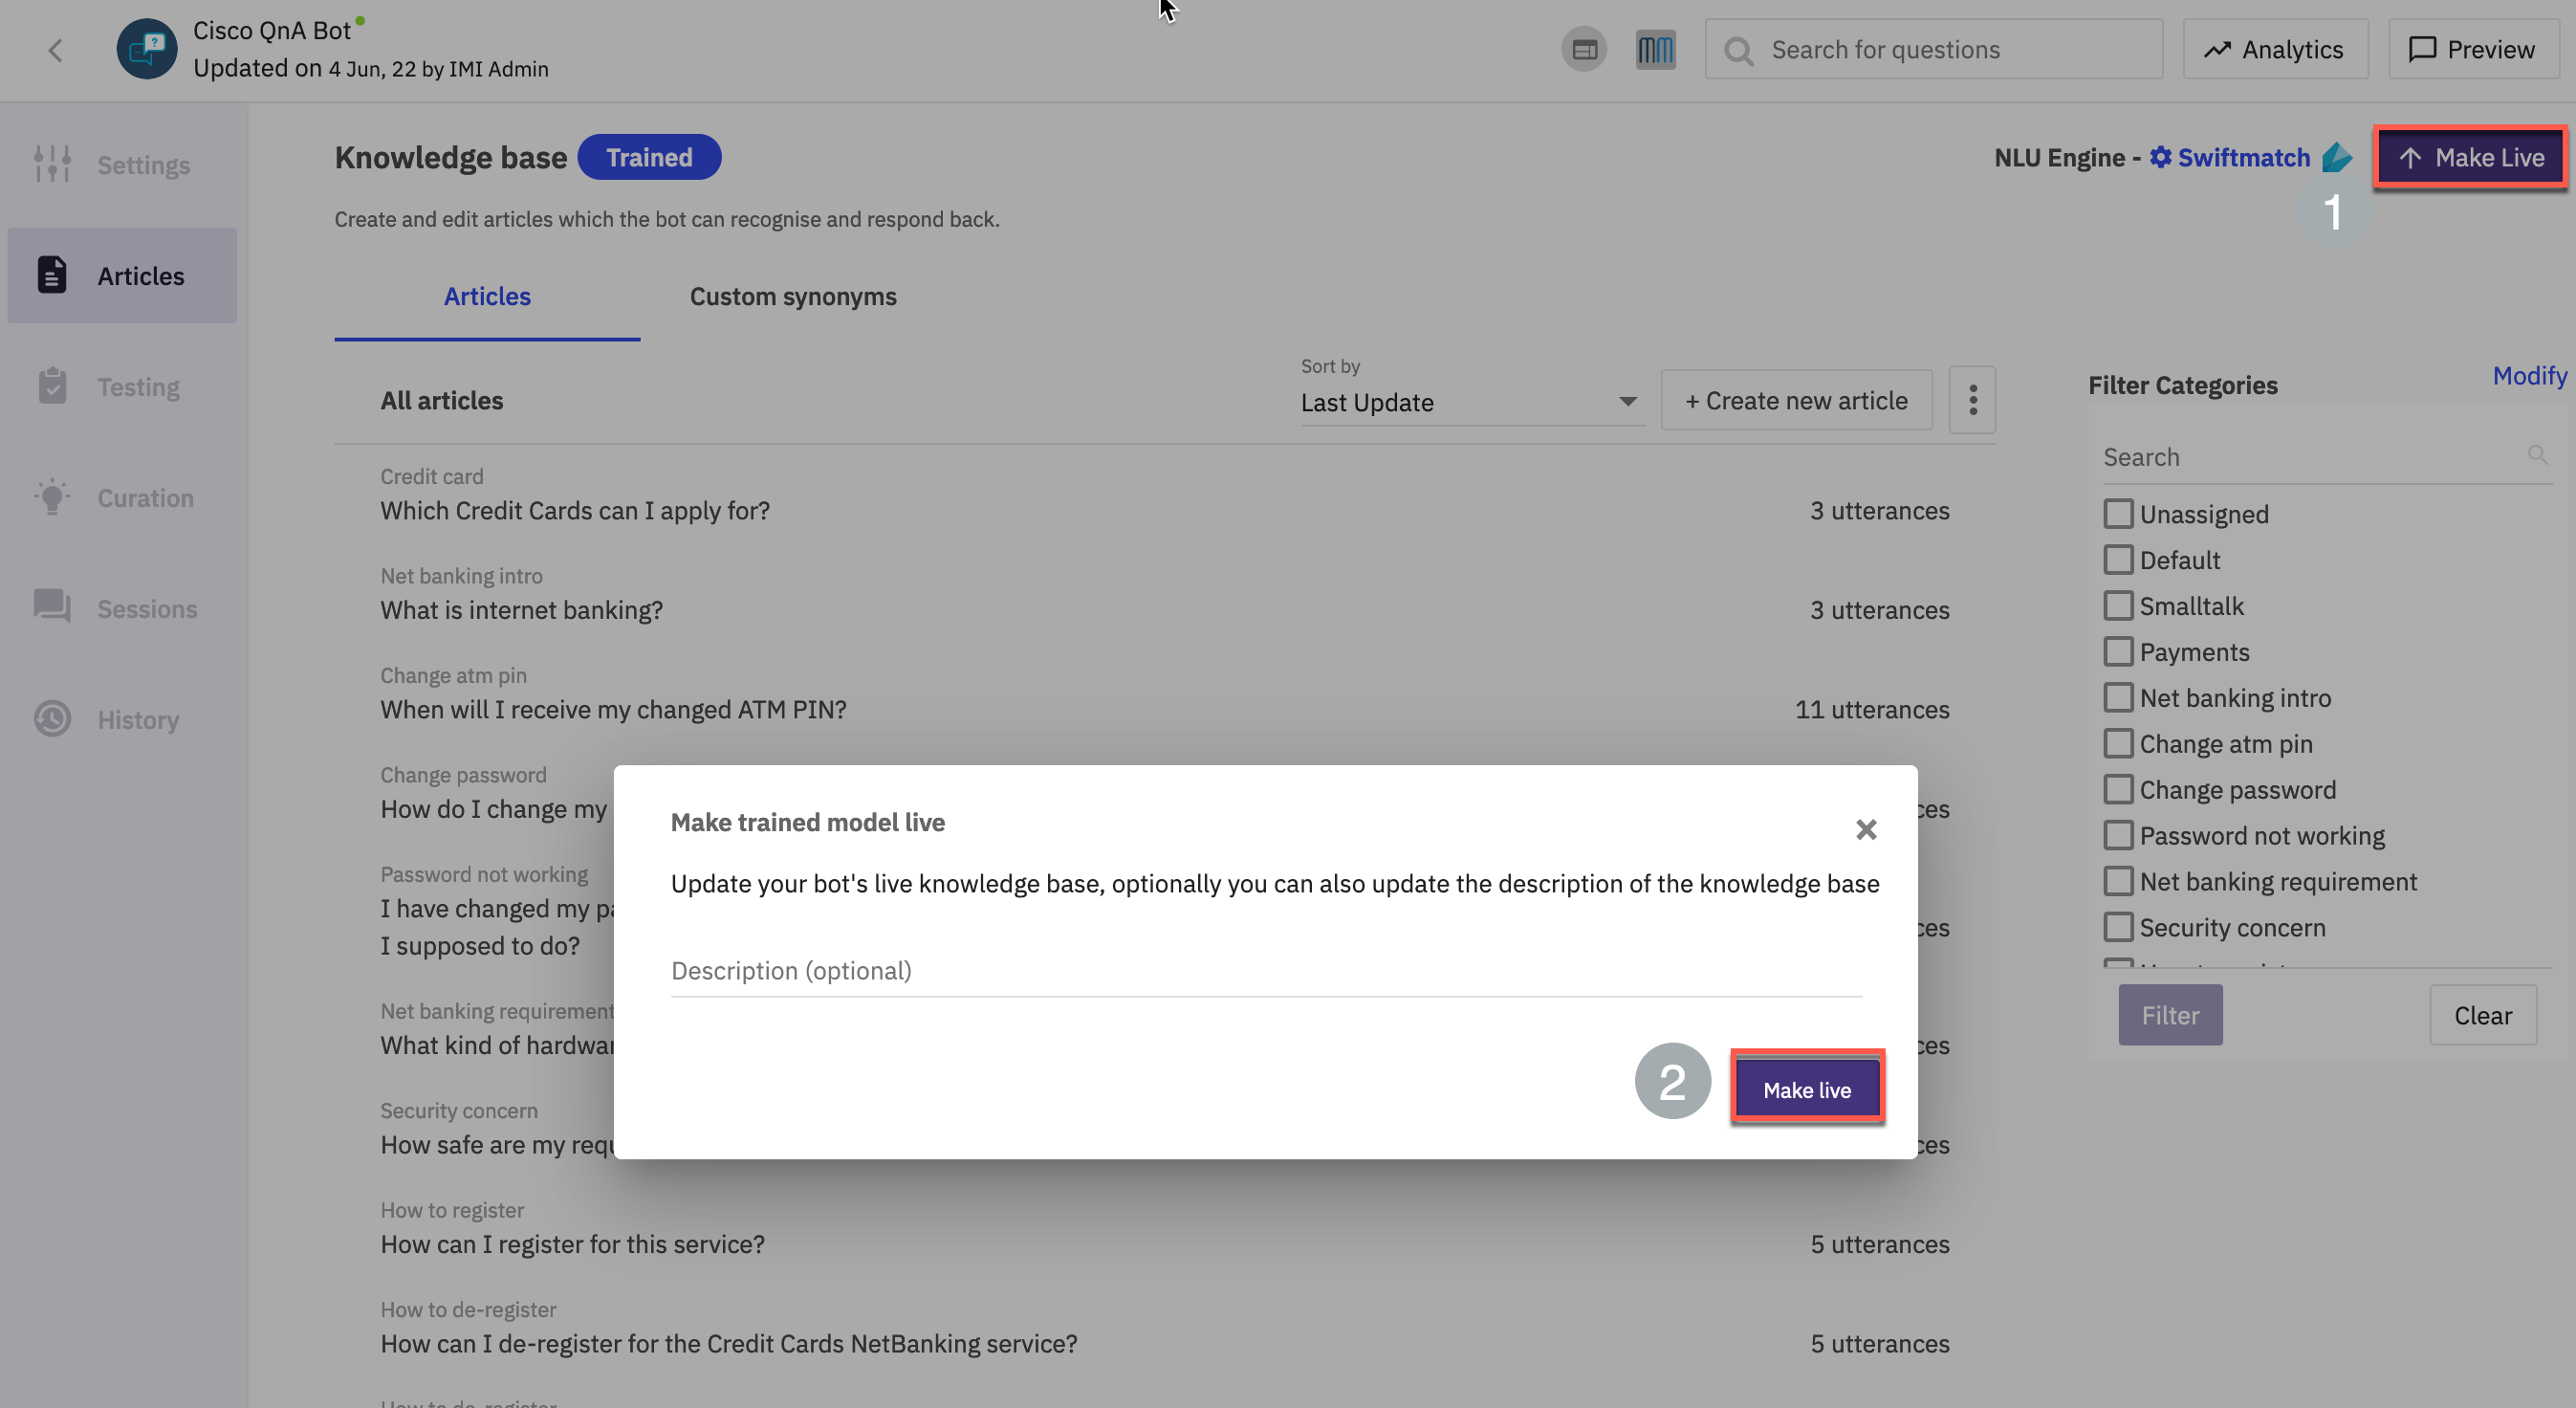 Cisco QnA Bot
Updated on 4 Jun, 22 by IMI Admin
Search for questions
Analytics
Preview
Settings
Articles
Testing
Curation
Sessions
History
Knowledge base Trained
NLU Engine - Swiftmatch
Make Live
1
Create and edit articles which the bot can recognise and respond back.
Articles
Custom synonyms
All articles
Sort by
Last Update
+ Create new article
Credit card
Which Credit Cards can I apply for?
3 utterances
Net banking intro
What is internet banking?
3 utterances
Change atm pin
When will I receive my changed ATM PIN?
11 utterances
Change password
How do I change my
Password not working
I have changed my
I supposed to do?
Net banking requirement
What kind of
Security concern
How safe are my
How to register
How can I register for this service?
5 utterances
How to de-register
How can I de-register for the Credit Cards NetBanking service?
5 utterances
Filter Categories
Modify
Search
Unassigned
Default
Smalltalk
Payments
Net banking intro
Change atm pin
Change password
Password not working
Net banking requirement
Security concern
Filter
Clear
Make trained model live
Update your bot's live knowledge base, optionally you can also update the description of the knowledge base
Description (optional)
2
Make live